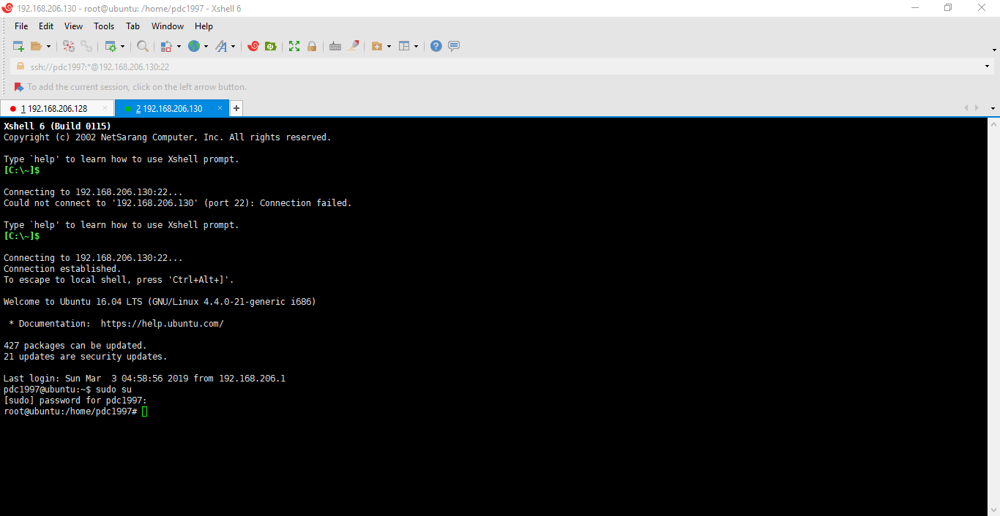 192.168.206.130 - root@ubuntu: /home/pdc1997 - Xshell 6
File Edit View Tools Tab Window Help
ssh://pdc1997:*@192.168.206.130:22
To add the current session, click on the left arrow button.
1 192.168.206.128 × 2 192.168.206.130 × +
Xshell 6 (Build 0115)
Copyright (c) 2002 NetSarang Computer, Inc. All rights reserved.
Type `help' to learn how to use Xshell prompt.
[C:\~]$
Connecting to 192.168.206.130:22...
Could not connect to '192.168.206.130' (port 22): Connection failed.
Type `help' to learn how to use Xshell prompt.
[C:\~]$
Connecting to 192.168.206.130:22...
Connection established.
To escape to local shell, press 'Ctrl+Alt+]'.
Welcome to Ubuntu 16.04 LTS (GNU/Linux 4.4.0-21-generic i686)
* Documentation:  https://help.ubuntu.com/
427 packages can be updated.
21 updates are security updates.
Last login: Sun Mar  3 04:58:56 2019 from 192.168.206.1
pdc1997@ubuntu:~$ sudo su
[sudo] password for pdc1997:
root@ubuntu:/home/pdc1997#